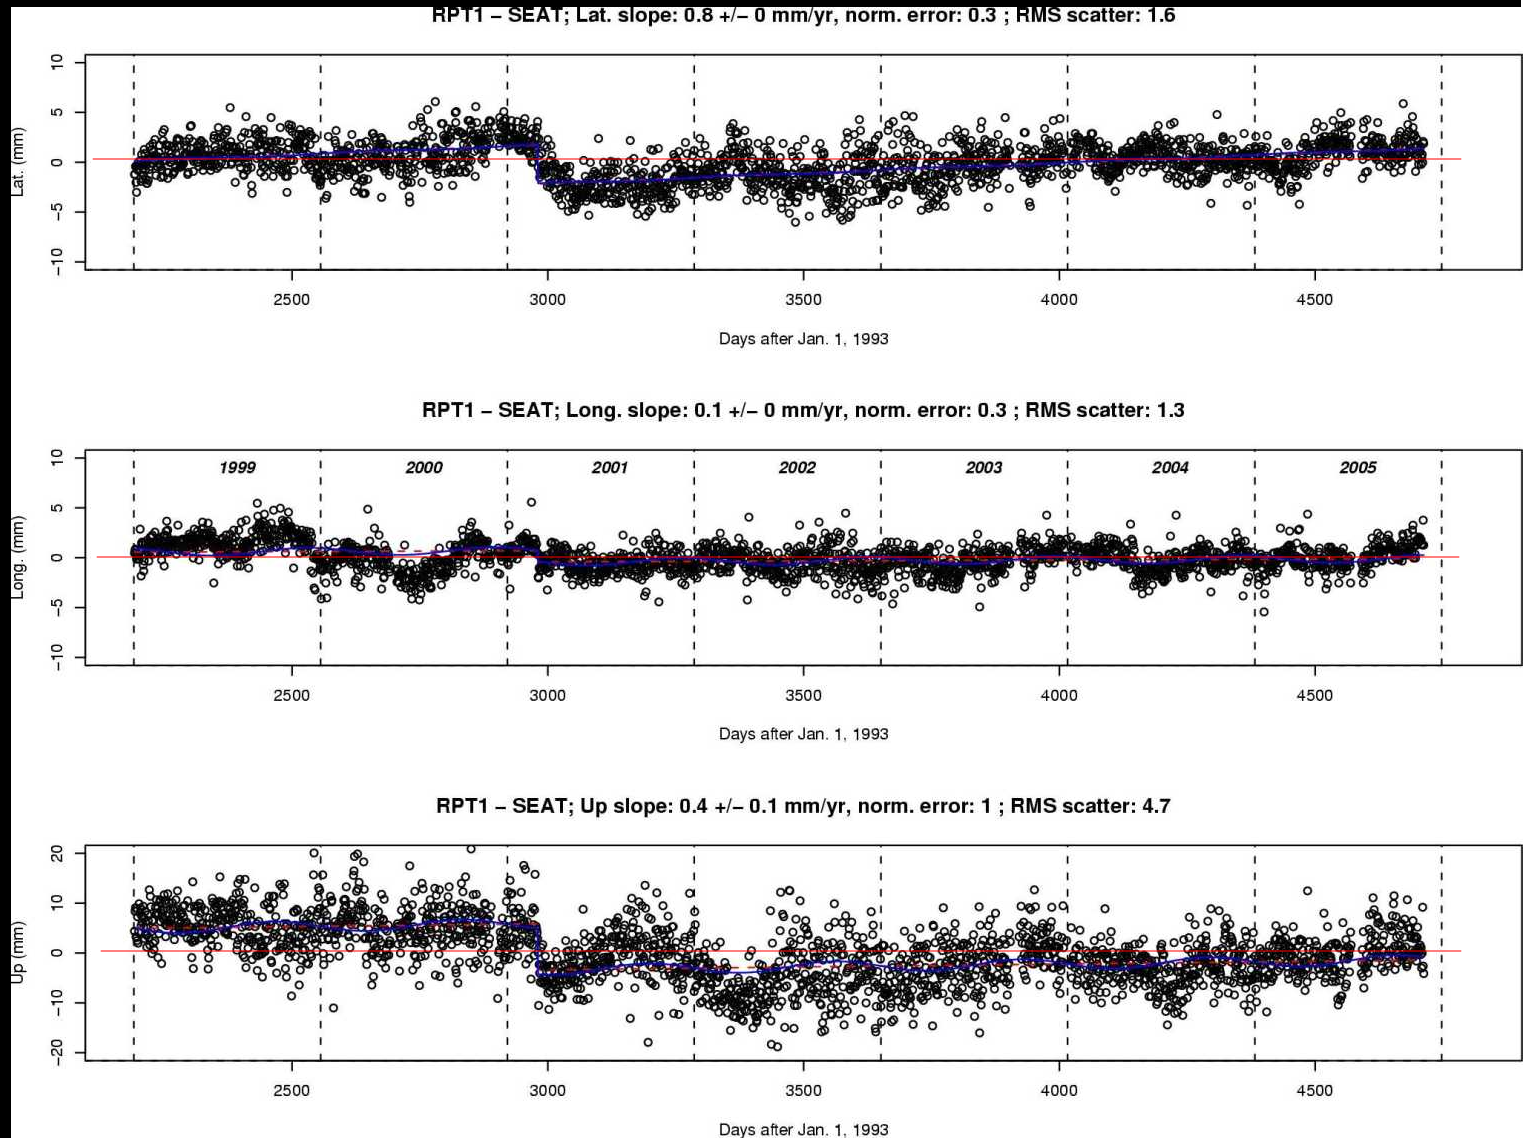 RPT1 – SEAT; Lat. slope: 0.8 +/– 0 mm/yr, norm. error: 0.3 ; RMS scatter: 1.6
Lat. (mm)
10
5
0
–5
–10
2500 3000 3500 4000 4500
Days after Jan. 1, 1993
RPT1 – SEAT; Long. slope: 0.1 +/– 0 mm/yr, norm. error: 0.3 ; RMS scatter: 1.3
Long. (mm)
10
5
0
–5
–10
1999 2000 2001 2002 2003 2004 2005
2500 3000 3500 4000 4500
Days after Jan. 1, 1993
RPT1 – SEAT; Up slope: 0.4 +/– 0.1 mm/yr, norm. error: 1 ; RMS scatter: 4.7
Up (mm)
20
10
0
–10
–20
2500 3000 3500 4000 4500
Days after Jan. 1, 1993